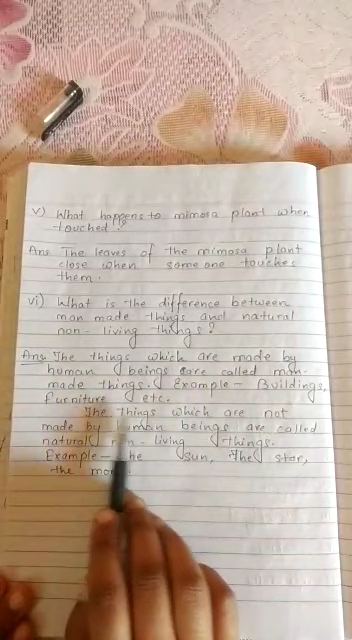 v) What happens to mimosa plant when
touched?
Ans The leaves of the mimosa plant
close when some one touches
them.
vi) What is the difference between
man made things and natural
non-living things?
Ans The things which are made by
human beings are called man-
made things. Example - Buildings,
furniture etc.
The things which are not
made by human beings are called
natural non-living things.
Example - The sun, The star,
the moon.